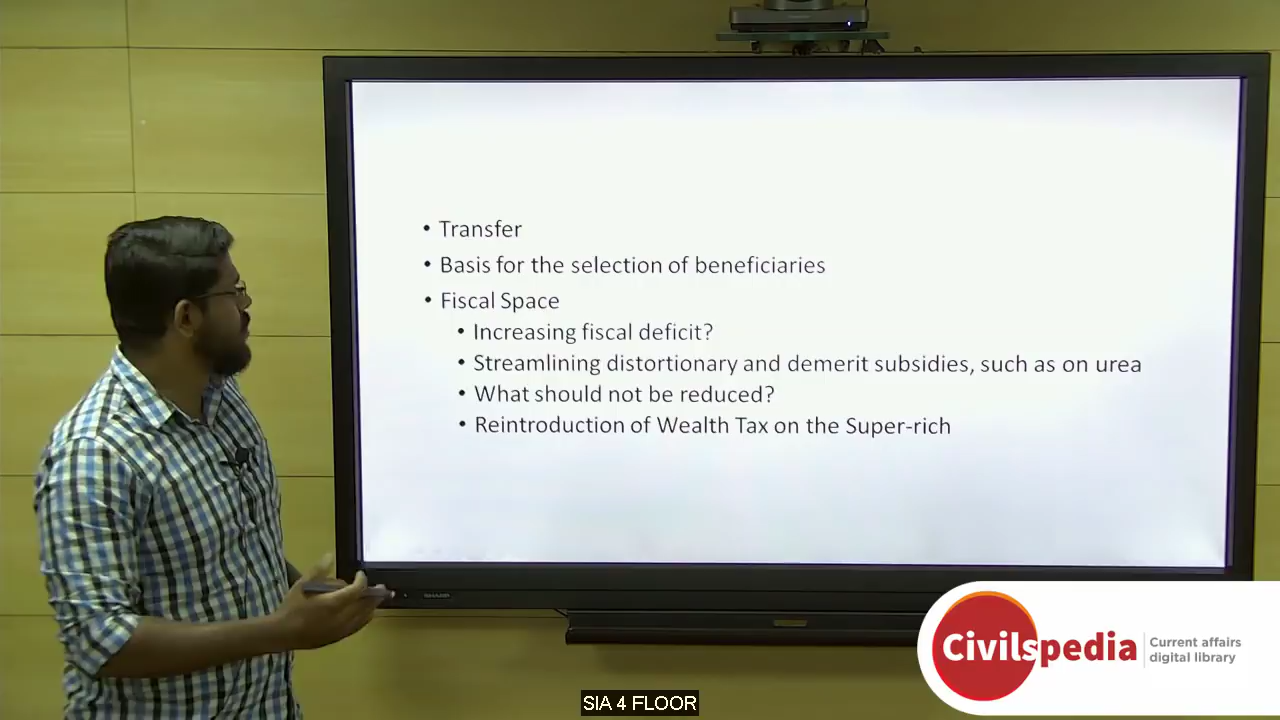 • Transfer
• Basis for the selection of beneficiaries
• Fiscal Space
• Increasing fiscal deficit?
• Streamlining distortionary and demerit subsidies, such as on urea
• What should not be reduced?
• Reintroduction of Wealth Tax on the Super-rich
SHARP
Civilspedia
Current affairs
digital library
SIA 4 FLOOR